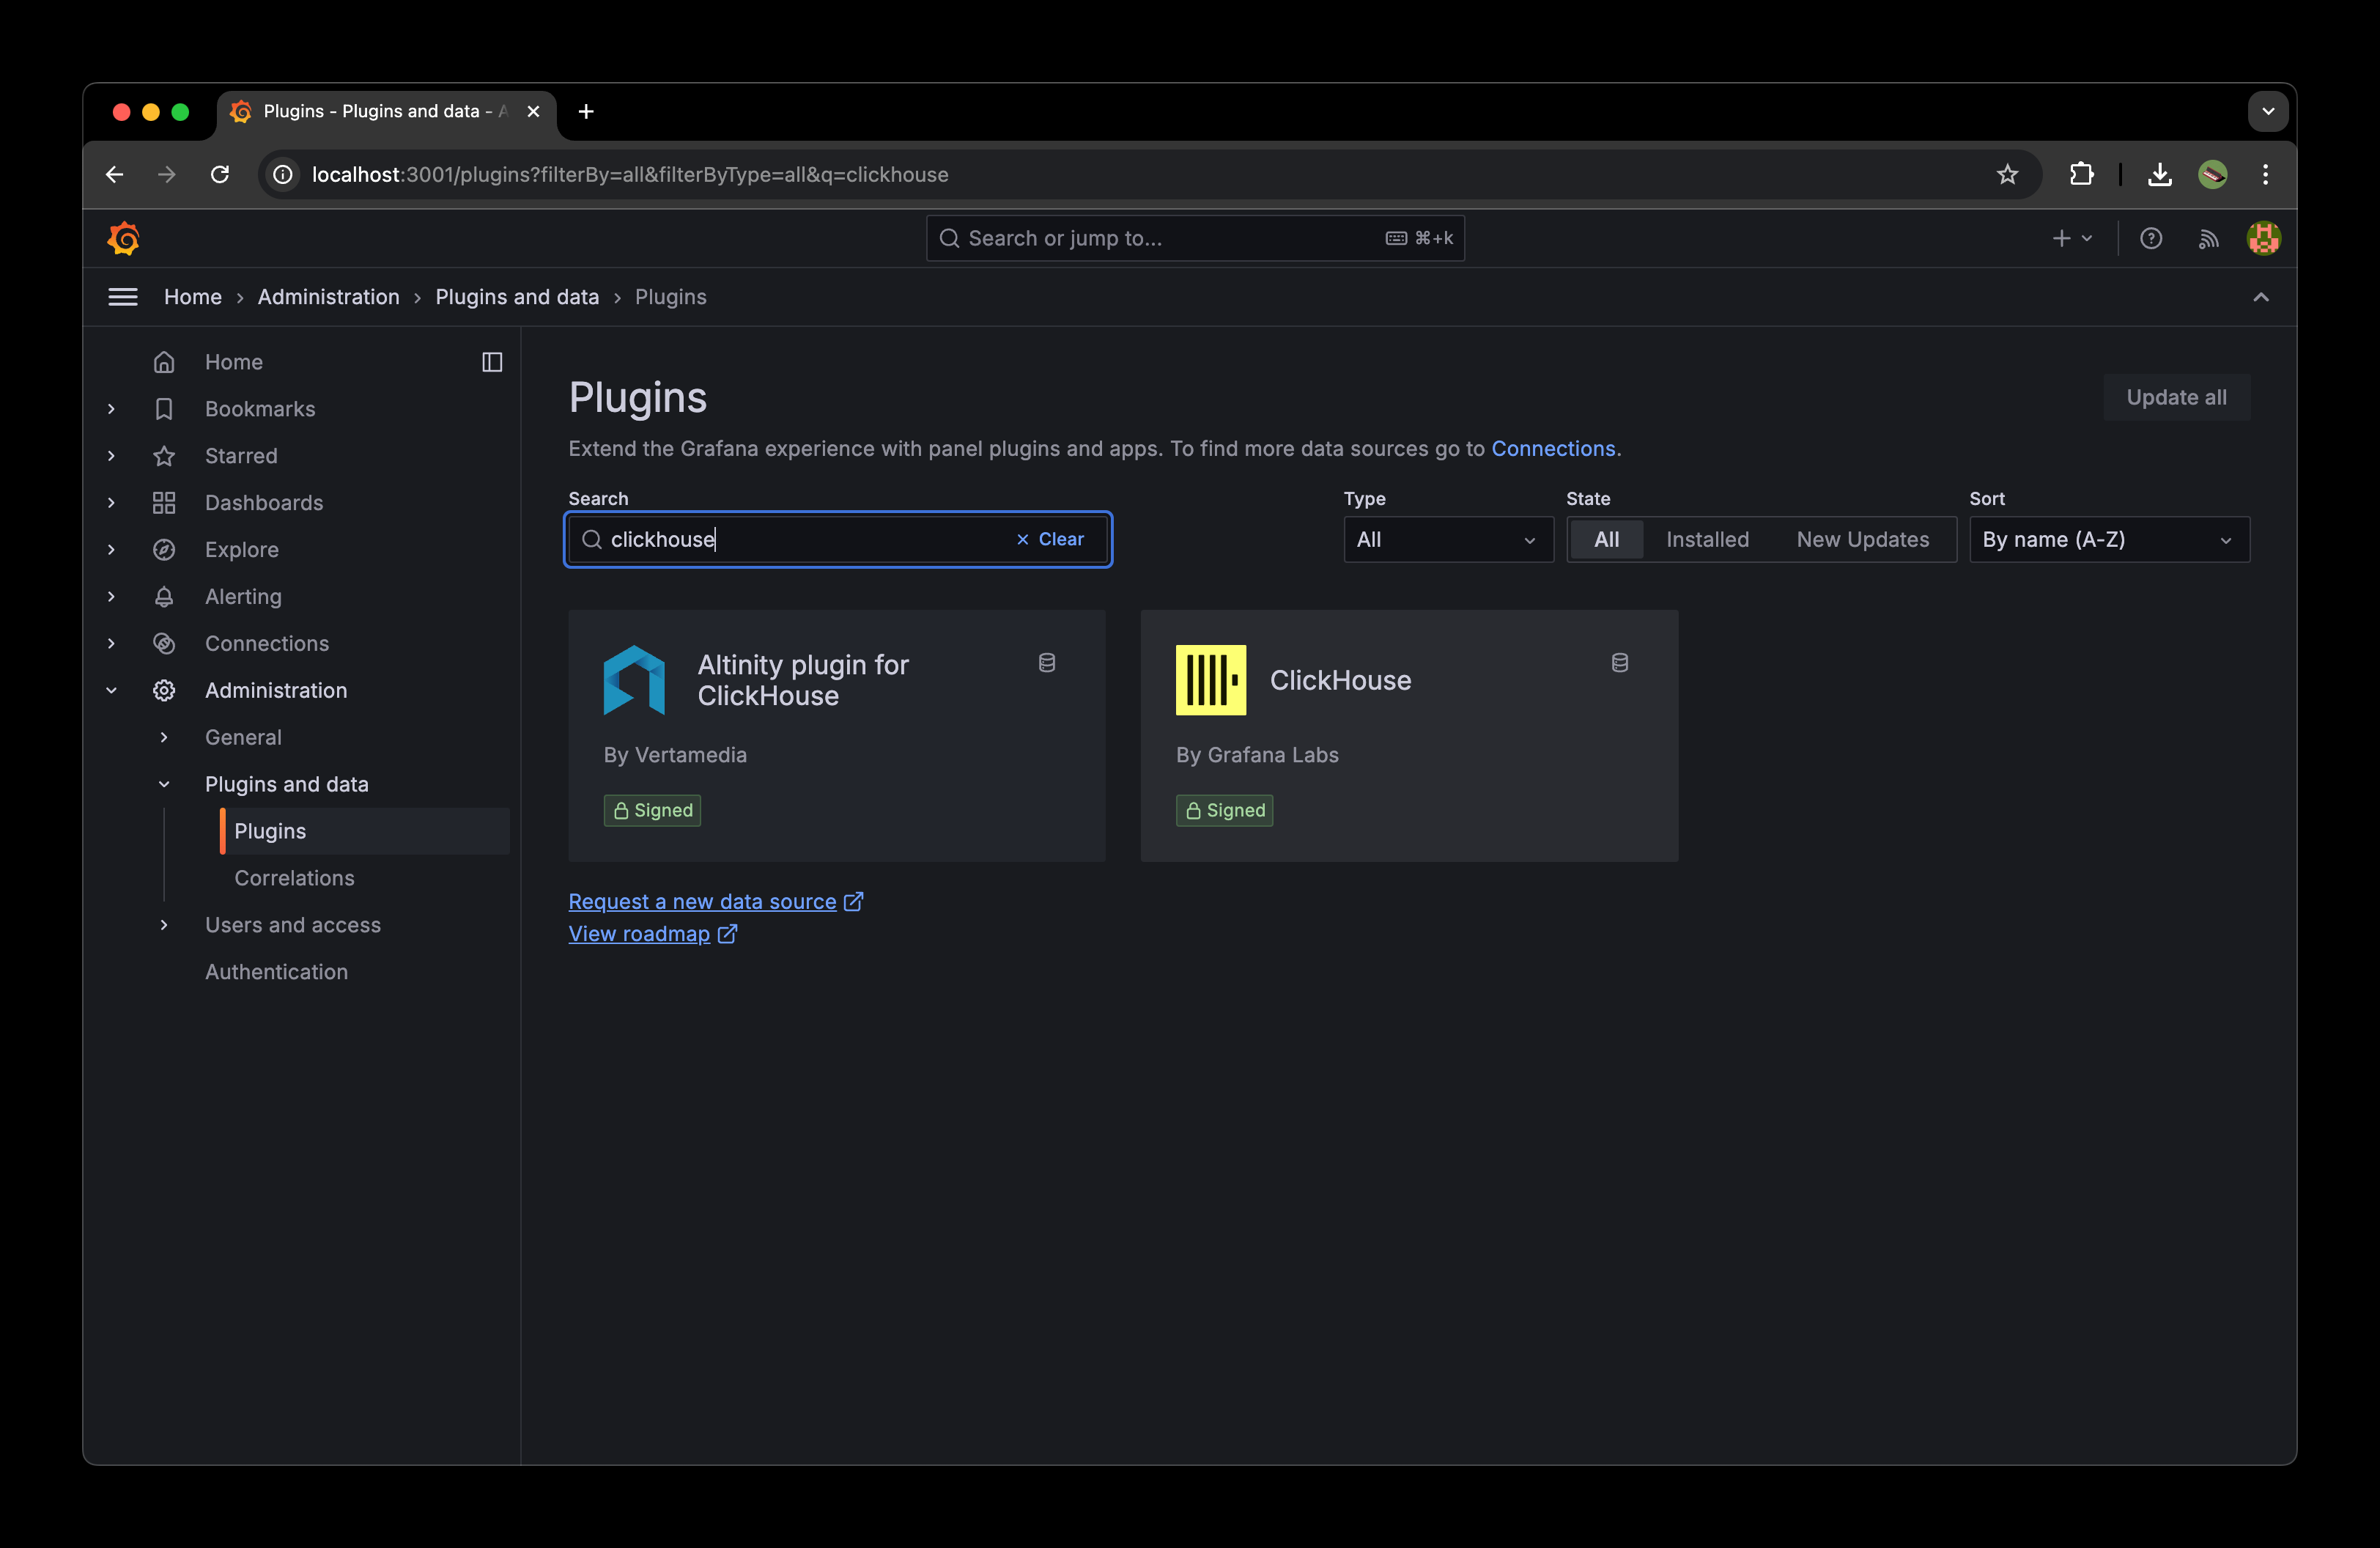 Plugins - Plugins and data - A
localhost:3001/plugins?filterBy=all&filterByType=all&q=clickhouse
Search or jump to...
⌘+k
Home
Administration
Plugins and data
Plugins
Home
Bookmarks
Starred
Dashboards
Explore
Alerting
Connections
Administration
General
Plugins and data
Plugins
Correlations
Users and access
Authentication
Plugins
Update all
Extend the Grafana experience with panel plugins and apps. To find more data sources go to Connections.
Search
Type
State
Sort
clickhouse
Clear
All
All
Installed
New Updates
By name (A-Z)
Altinity plugin for
ClickHouse
By Vertamedia
Signed
ClickHouse
By Grafana Labs
Signed
Request a new data source
View roadmap